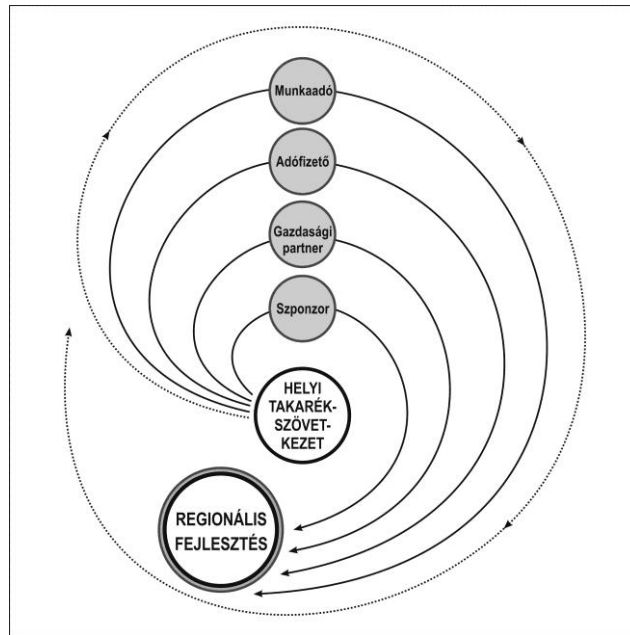 Munkaadó
Adófizető
Gazdasági
partner
Szponzor
HELYI
TAKARÉK-
SZÖVET-
KEZET
REGIONÁLIS
FEJLESZTÉS